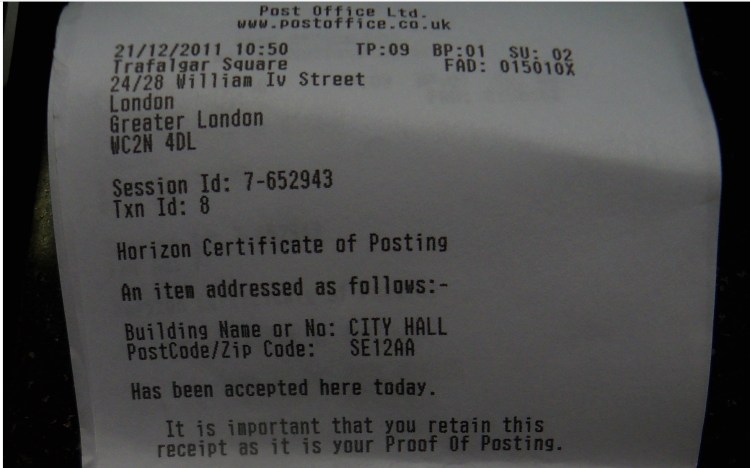 Post Office Ltd.
www.postoffice.co.uk
21/12/2011 10:50 TP:09 BP:01 SU: 02
Trafalgar Square FAD: 015010X
24/28 William Iv Street
London
Greater London
WC2N 4DL
Session Id: 7-652943
Txn Id: 8
Horizon Certificate of Posting
An item addressed as follows:-
Building Name or No: CITY HALL
PostCode/Zip Code: SE12AA
Has been accepted here today.
It is important that you retain this
receipt as it is your Proof Of Posting.